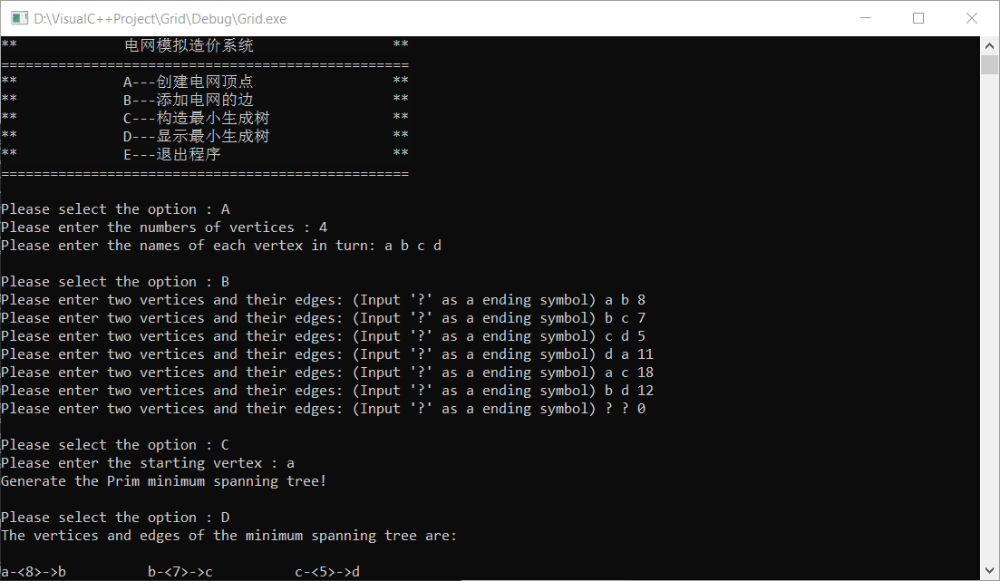 D:\VisualC++Project\Grid\Debug\Grid.exe
**             电网模拟造价系统                 **
==================================================
**             A---创建电网顶点                 **
**             B---添加电网的边                 **
**             C---构造最小生成树               **
**             D---显示最小生成树               **
**             E---退出程序                     **
==================================================
Please select the option : A
Please enter the numbers of vertices : 4
Please enter the names of each vertex in turn: a b c d
Please select the option : B
Please enter two vertices and their edges: (Input '?' as a ending symbol) a b 8
Please enter two vertices and their edges: (Input '?' as a ending symbol) b c 7
Please enter two vertices and their edges: (Input '?' as a ending symbol) c d 5
Please enter two vertices and their edges: (Input '?' as a ending symbol) d a 11
Please enter two vertices and their edges: (Input '?' as a ending symbol) a c 18
Please enter two vertices and their edges: (Input '?' as a ending symbol) b d 12
Please enter two vertices and their edges: (Input '?' as a ending symbol) ? ? 0
Please select the option : C
Please enter the starting vertex : a
Generate the Prim minimum spanning tree!
Please select the option : D
The vertices and edges of the minimum spanning tree are:
a-<8>->b          b-<7>->c          c-<5>->d